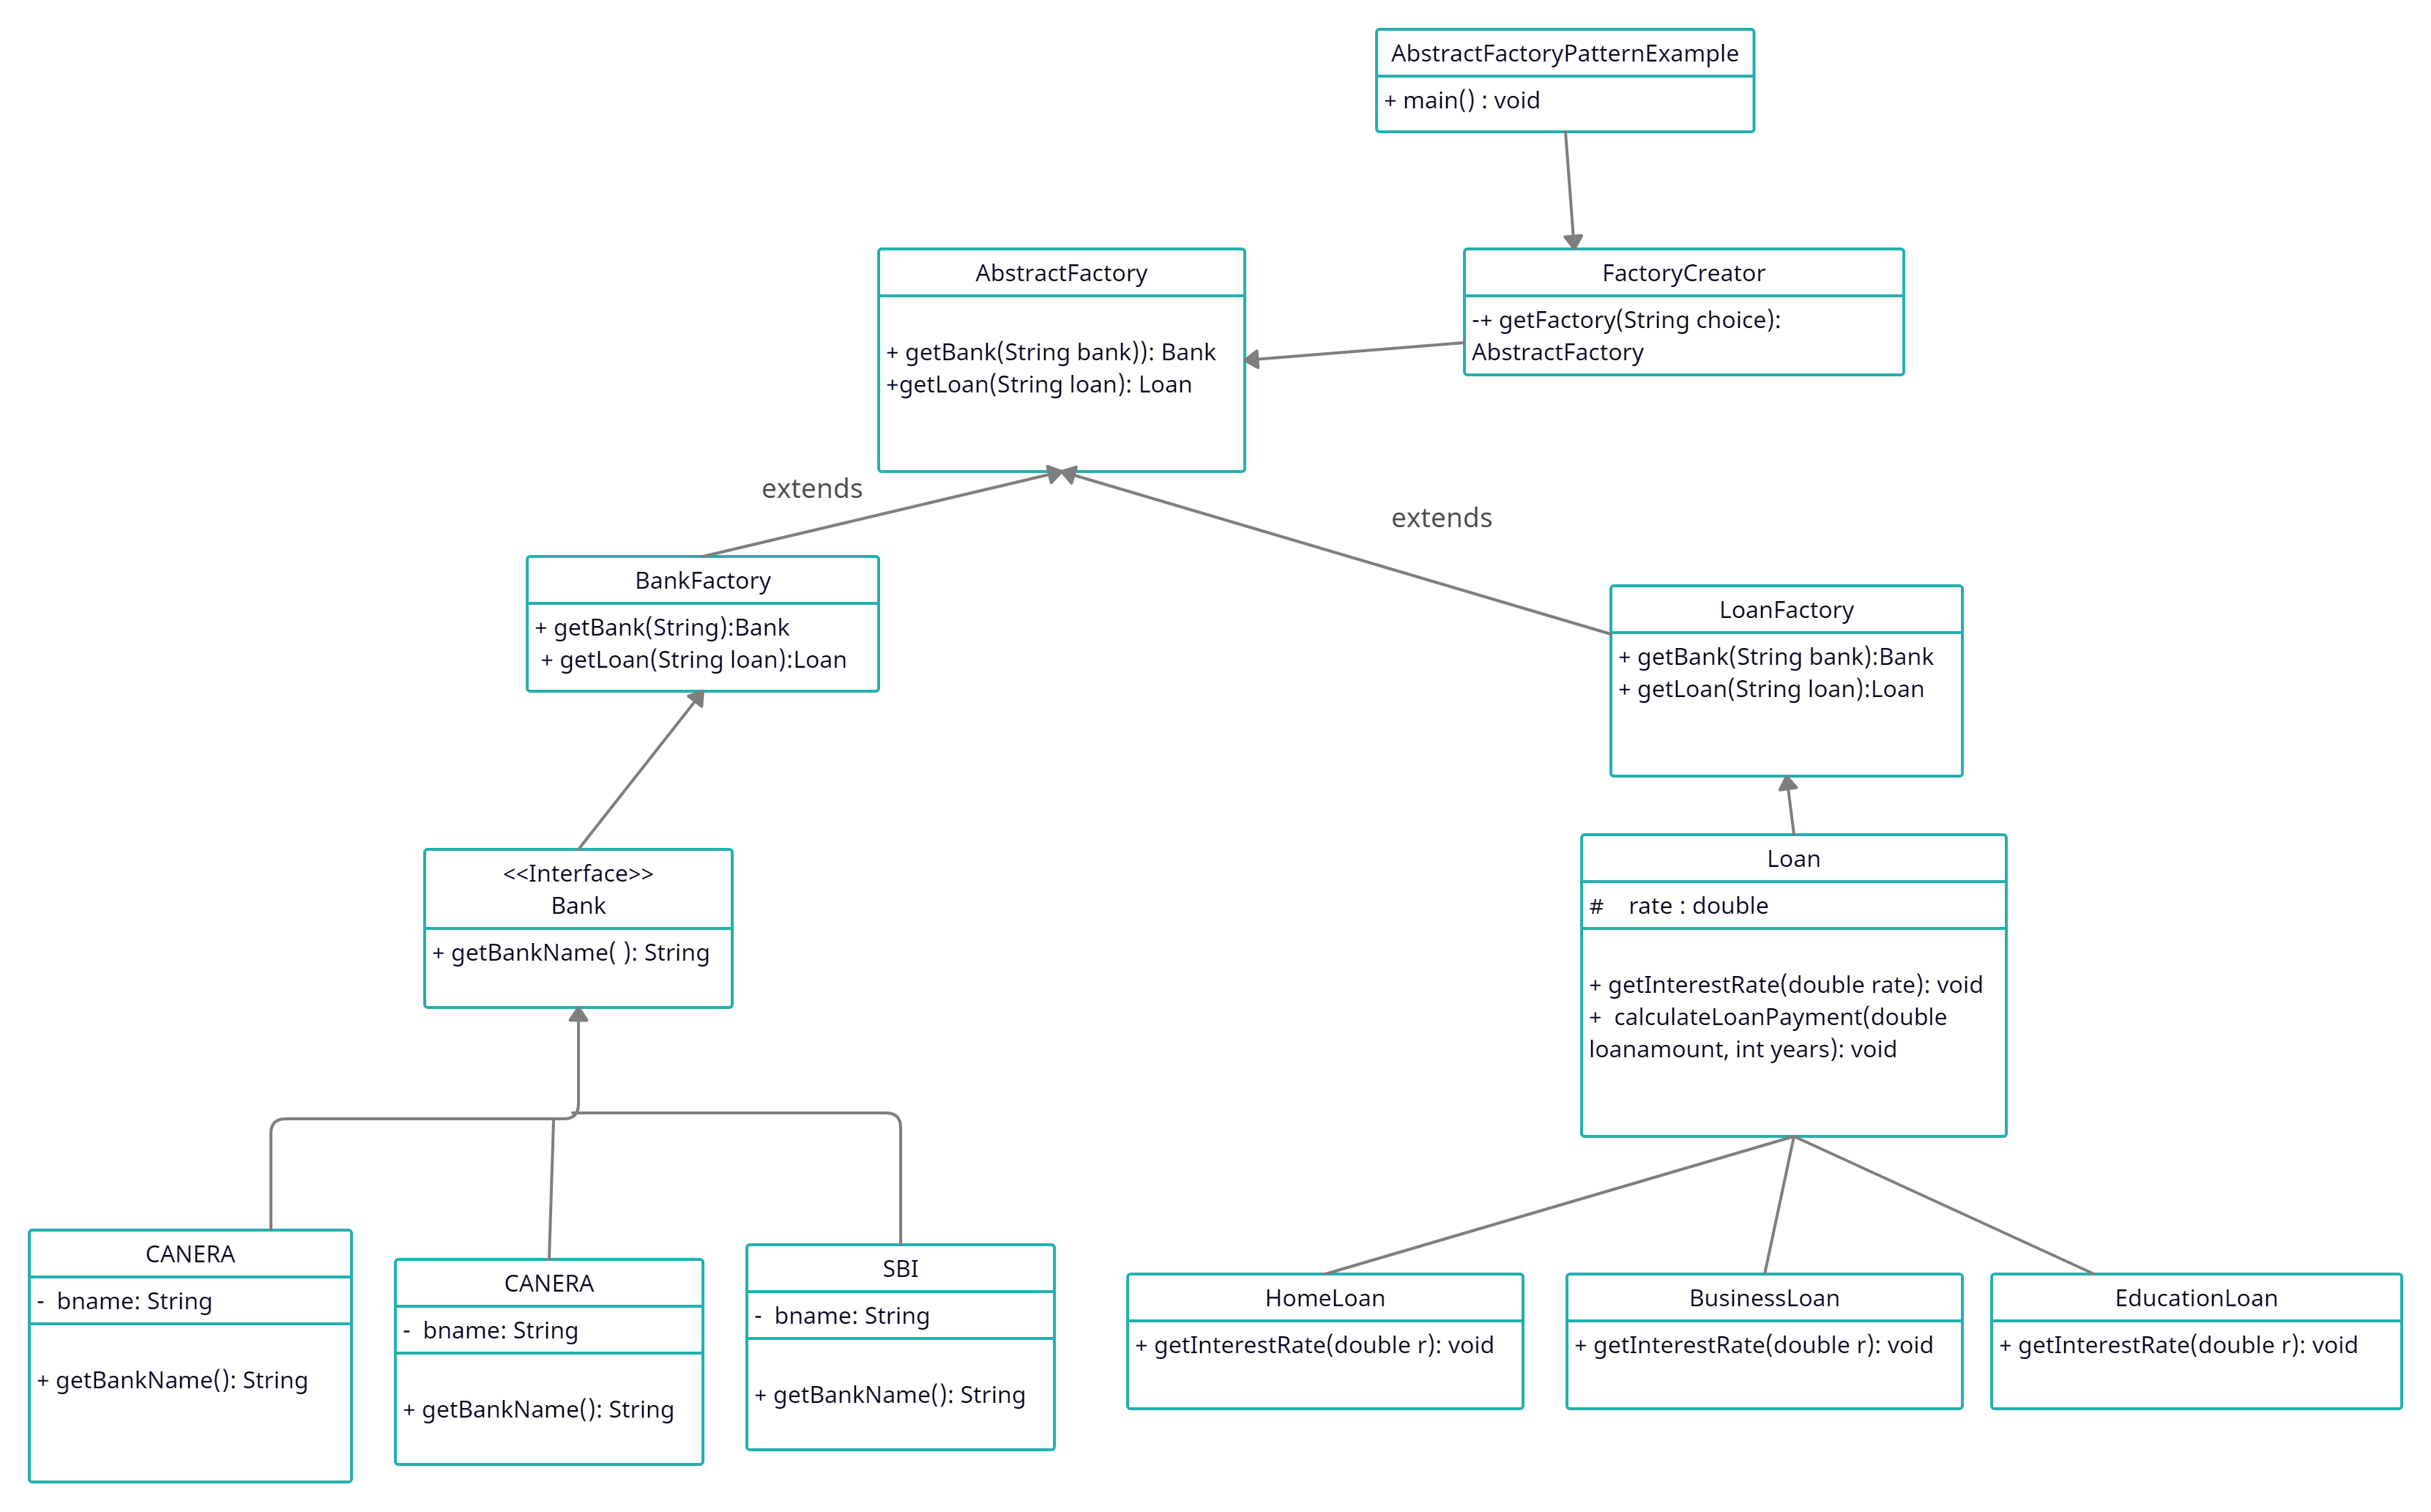 AbstractFactoryPatternExample
+ main() : void
AbstractFactory
+ getBank(String bank)): Bank
+getLoan(String loan): Loan
FactoryCreator
-+ getFactory(String choice):
AbstractFactory
extends
extends
BankFactory
+ getBank(String):Bank
+ getLoan(String loan):Loan
LoanFactory
+ getBank(String bank):Bank
+ getLoan(String loan):Loan
<<Interface>>
Bank
+ getBankName( ): String
Loan
# rate : double
+ getInterestRate(double rate): void
+ calculateLoanPayment(double
loanamount, int years): void
CANERA
- bname: String
+ getBankName(): String
CANERA
- bname: String
+ getBankName(): String
SBI
- bname: String
+ getBankName(): String
HomeLoan
+ getInterestRate(double r): void
BusinessLoan
+ getInterestRate(double r): void
EducationLoan
+ getInterestRate(double r): void